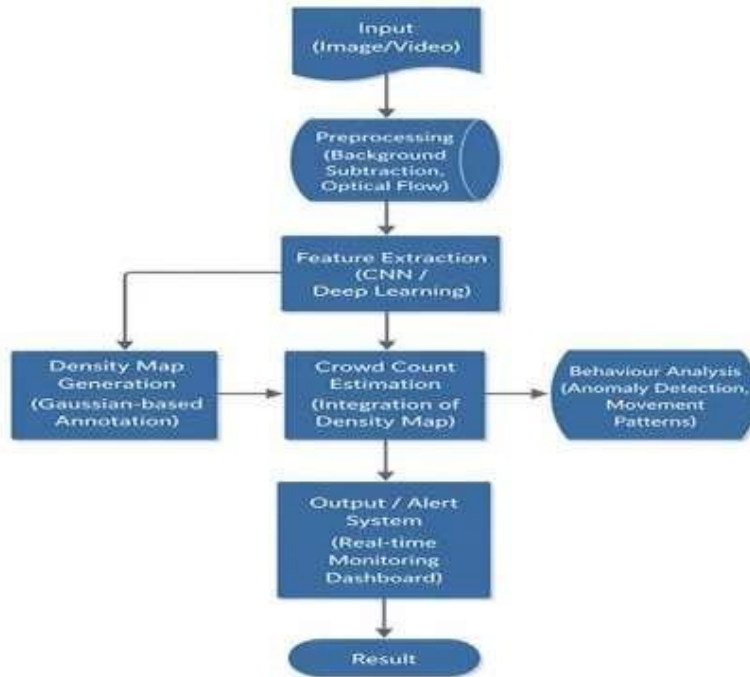 Input
(Image/Video)
Preprocessing
(Background
Subtraction,
Optical Flow)
Feature Extraction
(CNN /
Deep Learning)
Density Map
Generation
(Gaussian-based
Annotation)
Crowd Count
Estimation
(Integration of
Density Map)
Behaviour Analysis
(Anomaly Detection,
Movement
Patterns)
Output / Alert
System
(Real-time
Monitoring
Dashboard)
Result